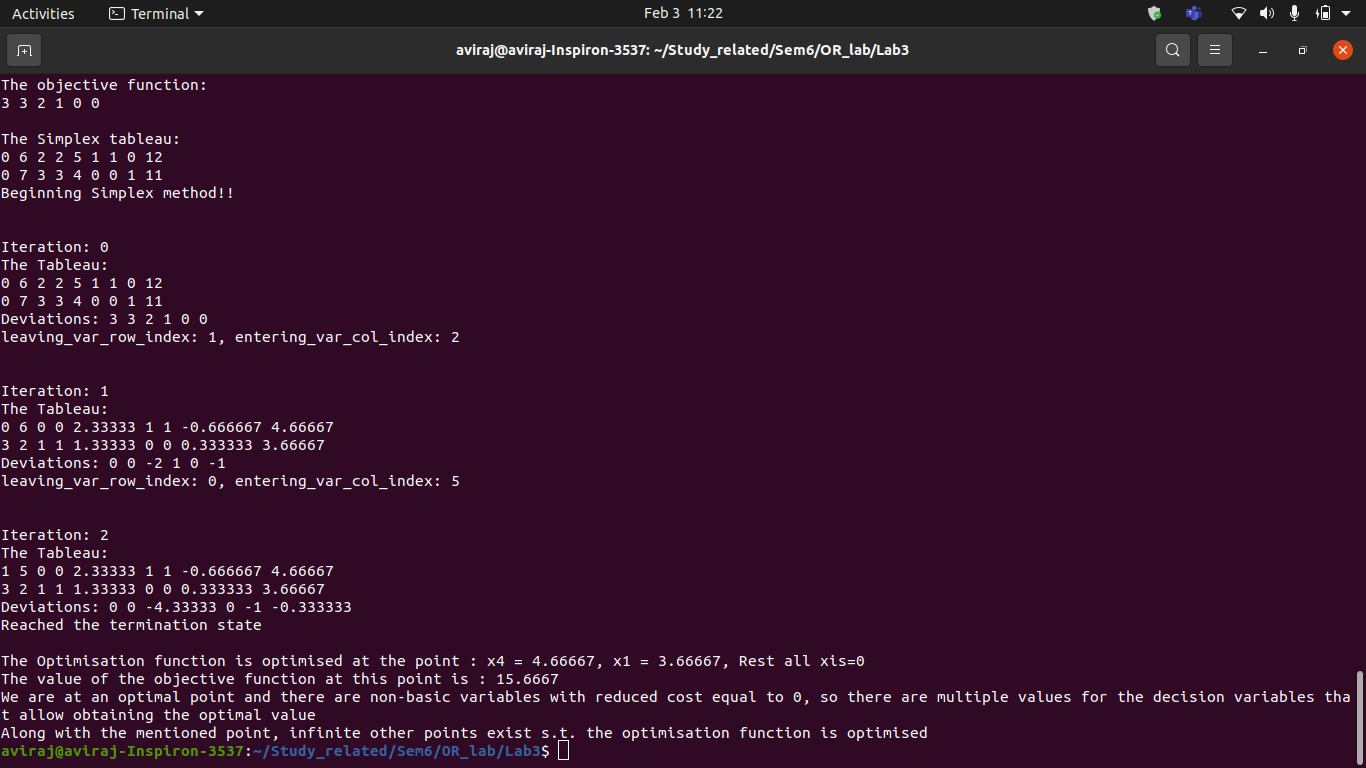 Activities Terminal Feb 3 11:22
aviraj@aviraj-Inspiron-3537: ~/Study_related/Sem6/OR_lab/Lab3
The objective function:
3 3 2 1 0 0
The Simplex tableau:
0 6 2 2 5 1 1 0 12
0 7 3 3 4 0 0 1 11
Beginning Simplex method!!
Iteration: 0
The Tableau:
0 6 2 2 5 1 1 0 12
0 7 3 3 4 0 0 1 11
Deviations: 3 3 2 1 0 0
leaving_var_row_index: 1, entering_var_col_index: 2
Iteration: 1
The Tableau:
0 6 0 0 2.33333 1 1 -0.666667 4.66667
3 2 1 1 1.33333 0 0 0.333333 3.66667
Deviations: 0 0 -2 1 0 -1
leaving_var_row_index: 0, entering_var_col_index: 5
Iteration: 2
The Tableau:
1 5 0 0 2.33333 1 1 -0.666667 4.66667
3 2 1 1 1.33333 0 0 0.333333 3.66667
Deviations: 0 0 -4.33333 0 -1 -0.333333
Reached the termination state
The Optimisation function is optimised at the point : x4 = 4.66667, x1 = 3.66667, Rest all xis=0
The value of the objective function at this point is : 15.6667
We are at an optimal point and there are non-basic variables with reduced cost equal to 0, so there are multiple values for the decision variables tha
t allow obtaining the optimal value
Along with the mentioned point, infinite other points exist s.t. the optimisation function is optimised
aviraj@aviraj-Inspiron-3537:~/Study_related/Sem6/OR_lab/Lab3$